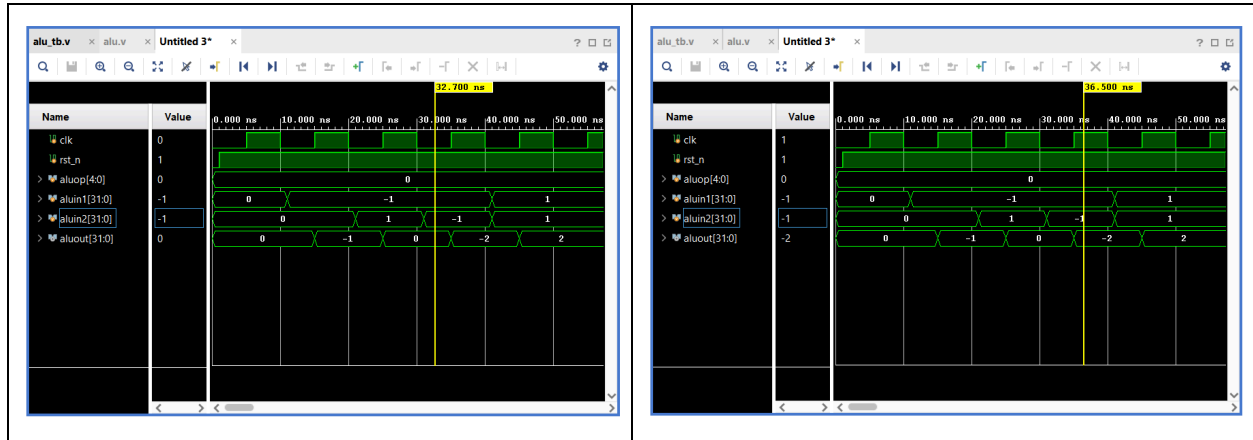 alu_tb.v × alu.v × Untitled 3* ×
32.700 ns
Name Value 0.000 ns 10.000 ns 20.000 ns 30.000 ns 40.000 ns 50.000 ns
clk 0
rst_n 1
aluop[4:0] 0 0
aluin1[31:0] -1 0 -1 1
aluin2[31:0] -1 0 1 -1 1
aluout[31:0] 0 0 -1 0 -2 2
alu_tb.v × alu.v × Untitled 3* ×
36.500 ns
Name Value 0.000 ns 10.000 ns 20.000 ns 30.000 ns 40.000 ns 50.000 ns
clk 1
rst_n 1
aluop[4:0] 0 0
aluin1[31:0] -1 0 -1 1
aluin2[31:0] -1 0 1 -1 1
aluout[31:0] -2 0 -1 0 -2 2